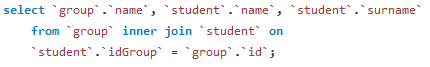 select `group`.`name`, `student`.`name`, `student`.`surname`
from `group` inner join `student` on
`student`.`idGroup` = `group`.`id`;